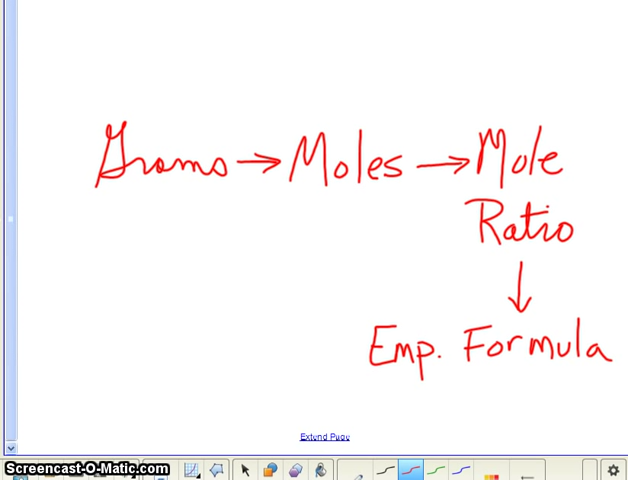 Grams → Moles → Mole
Ratio
↓
Emp. Formula
Extend Page
Screencast-O-Matic.com